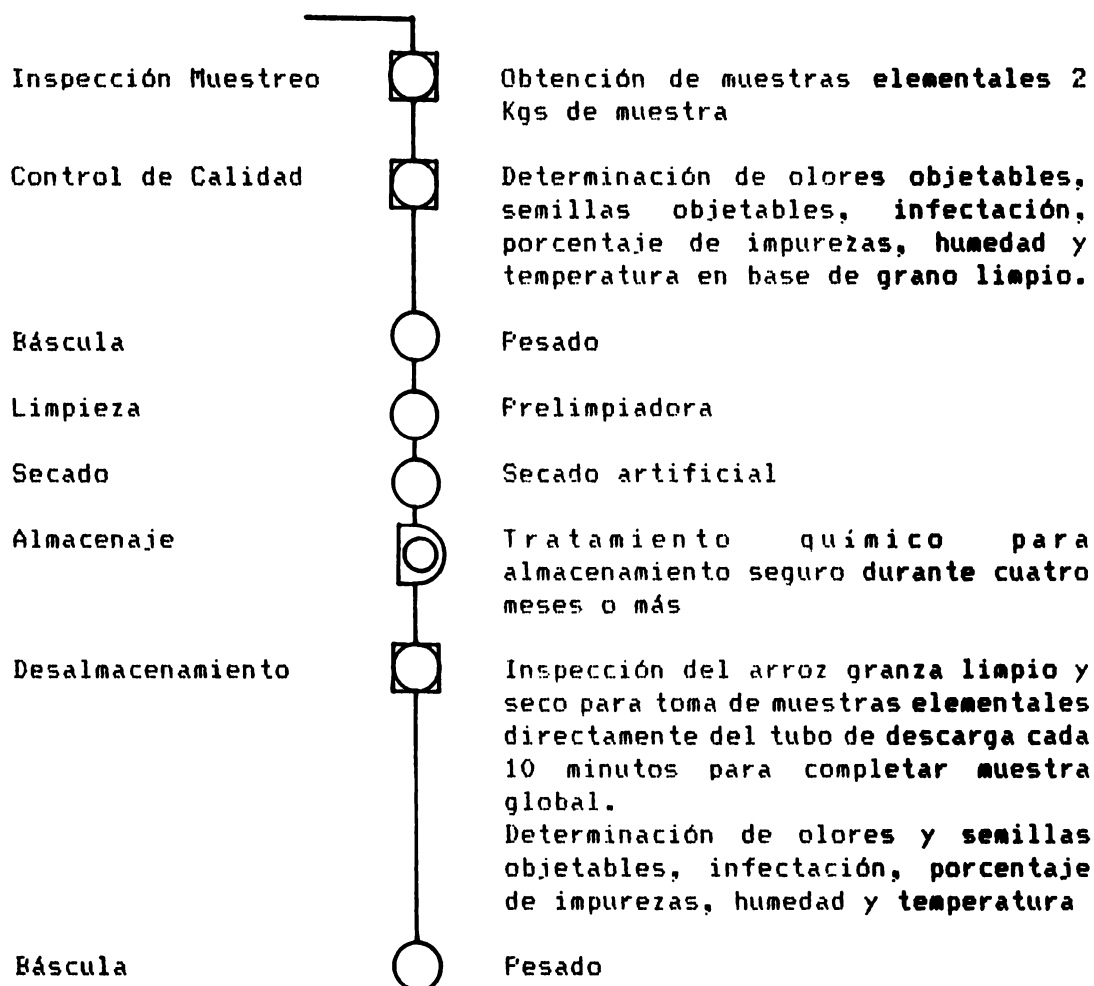 Inspección Muestreo
Obtención de muestras elementales 2
Kgs de muestra
Control de Calidad
Determinación de olores objetables,
semillas objetables, infectación,
porcentaje de impurezas, humedad y
temperatura en base de grano limpio.
Báscula
Pesado
Limpieza
Prelimpiadora
Secado
Secado artificial
Almacenaje
Tratamiento químico para
almacenamiento seguro durante cuatro
meses o más
Desalmacenamiento
Inspección del arroz granza limpio y
seco para toma de muestras elementales
directamente del tubo de descarga cada
10 minutos para completar muestra
global.
Determinación de olores y semillas
objetables, infectación, porcentaje
de impurezas, humedad y temperatura
Báscula
Pesado